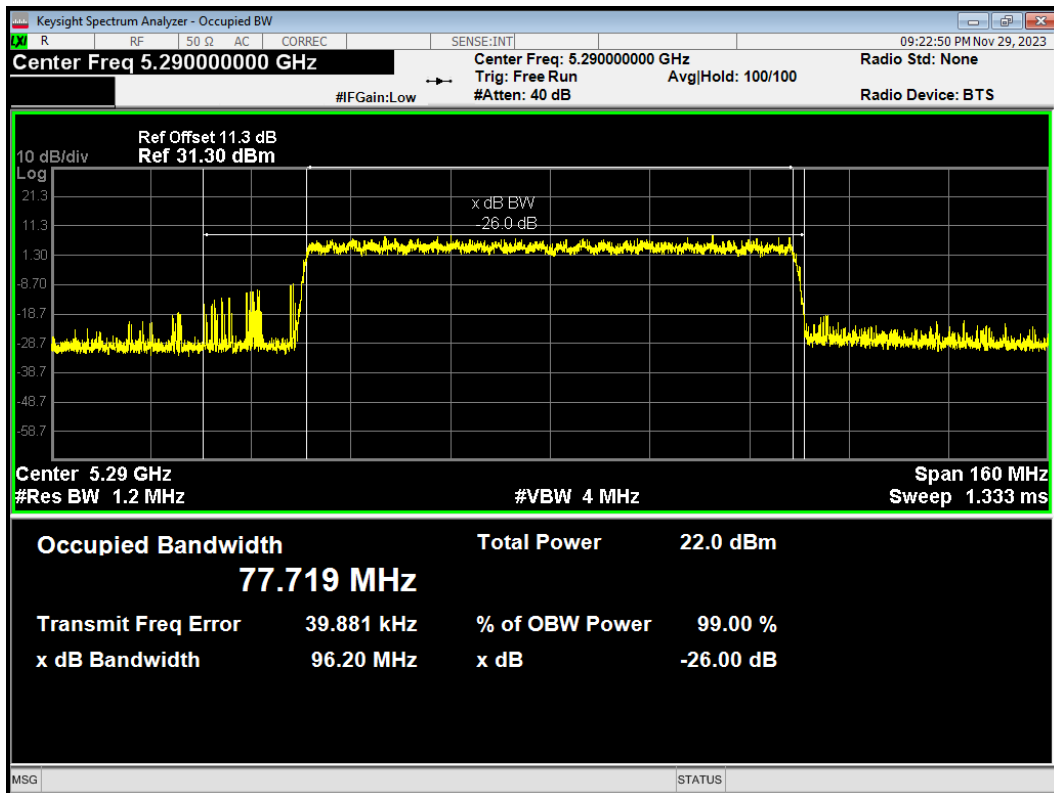 Keysight Spectrum Analyzer - Occupied BW
LXI R RF 50 Ω AC CORREC SENSE:INT 09:22:50 PM Nov 29, 2023
Center Freq 5.290000000 GHz Center Freq: 5.290000000 GHz Radio Std: None
Trig: Free Run Avg|Hold: 100/100
#IFGain:Low #Atten: 40 dB Radio Device: BTS
Ref Offset 11.3 dB
10 dB/div Ref 31.30 dBm
Log
21.3
x dB BW
11.3
-26.0 dB
1.30
-8.70
-18.7
-28.7
-38.7
-48.7
-58.7
Center 5.29 GHz Span 160 MHz
#Res BW 1.2 MHz #VBW 4 MHz Sweep 1.333 ms
Occupied Bandwidth Total Power 22.0 dBm
77.719 MHz
Transmit Freq Error 39.881 kHz % of OBW Power 99.00 %
x dB Bandwidth 96.20 MHz x dB -26.00 dB
MSG STATUS